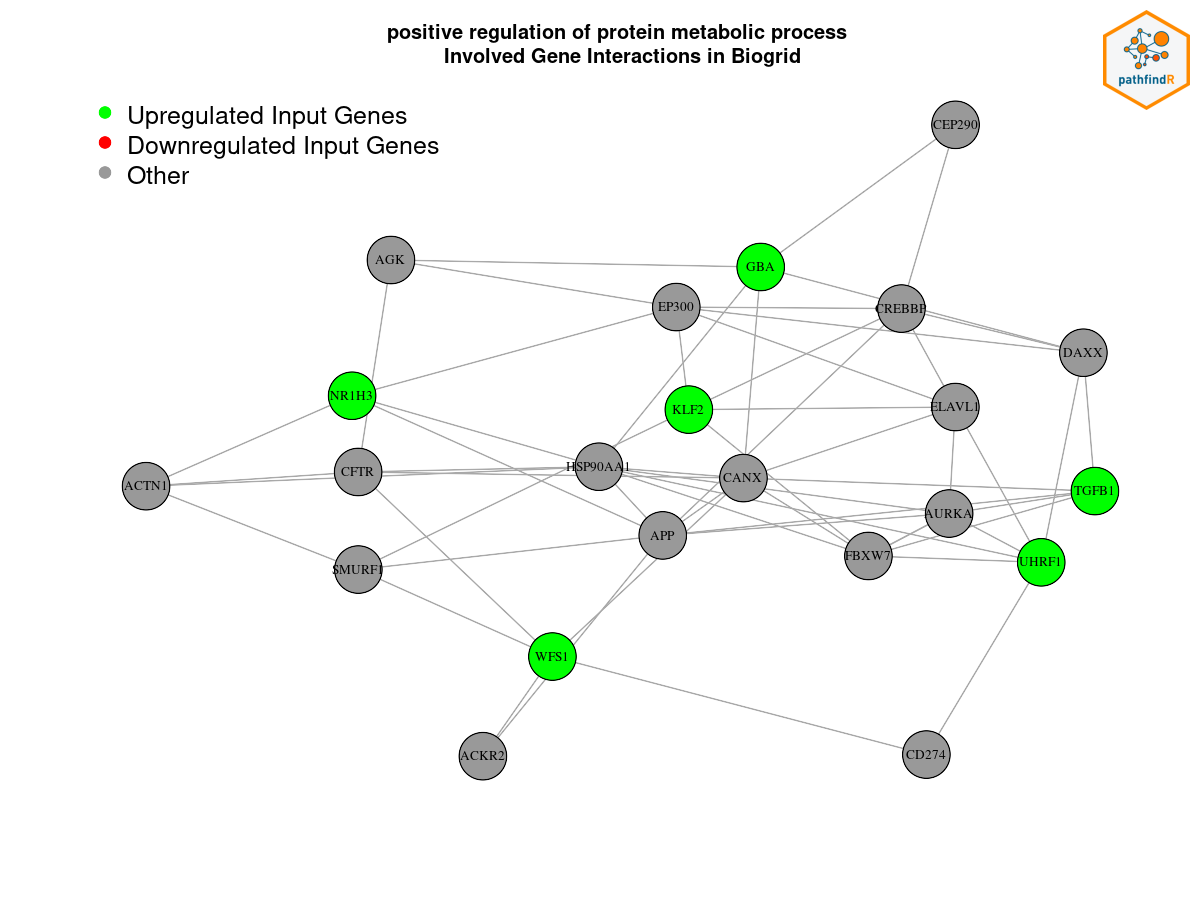 positive regulation of protein metabolic process
Involved Gene Interactions in Biogrid
pathfindR
Upregulated Input Genes
Downregulated Input Genes
Other
CEP290
AGK
GBA
EP300
CREBBP
DAXX
NR1H3
KLF2
ELAVL1
HSP90AA1
CFTR
CANX
ACTN1
TGFB1
AURKA
APP
FBXW7
UHRF1
SMURF1
WFS1
ACKR2
CD274